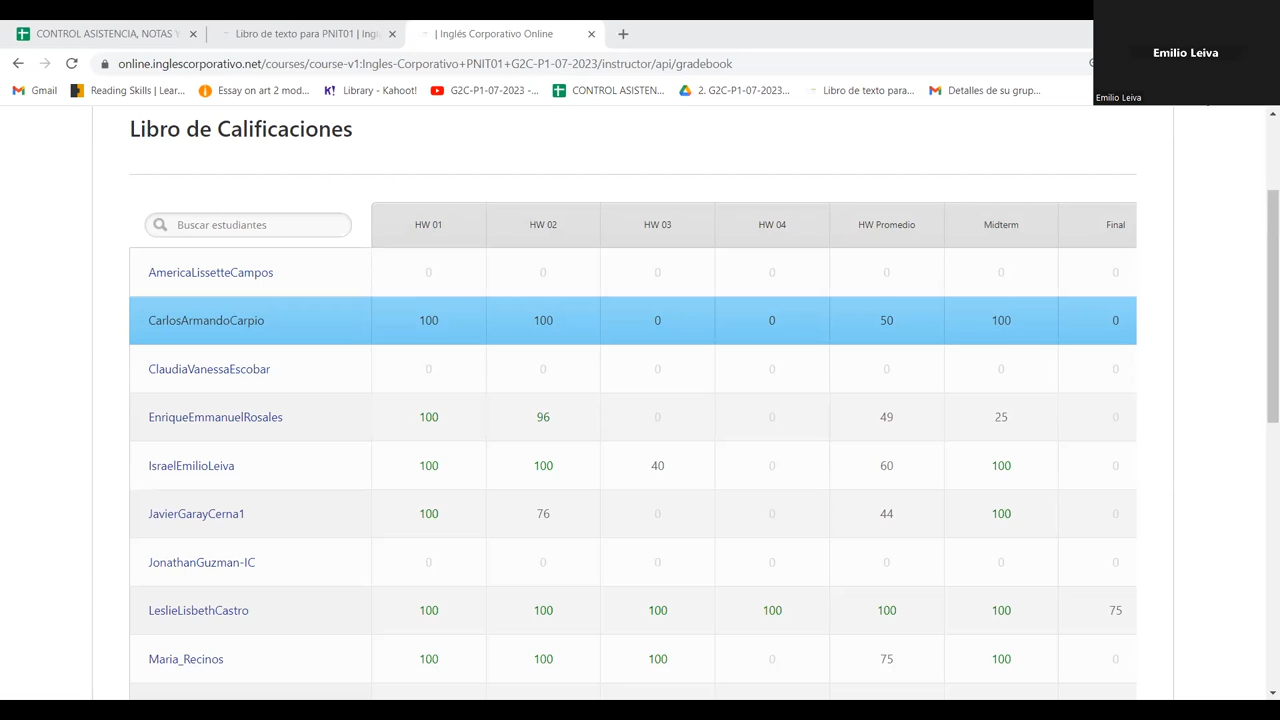 CONTROL ASISTENCIA, NOTAS Y
Libro de texto para PNIT01 | Ingl
| Inglés Corporativo Online
Emilio Leiva
online.inglescorporativo.net/courses/course-v1:Ingles-Corporativo+PNIT01+G2C-P1-07-2023/instructor/api/gradebook
Gmail
Reading Skills | Lear...
Essay on art 2 mod...
Library - Kahoot!
G2C-P1-07-2023 -...
CONTROL ASISTEN...
2. G2C-P1-07-2023...
Libro de texto para...
Detalles de su grup...
Emilio Leiva
Libro de Calificaciones
Buscar estudiantes HW 01 HW 02 HW 03 HW 04 HW Promedio Midterm Final
AmericaLissetteCampos 0 0 0 0 0 0 0
CarlosArmandoCarpio 100 100 0 0 50 100 0
ClaudiaVanessaEscobar 0 0 0 0 0 0 0
EnriqueEmmanuelRosales 100 96 0 0 49 25 0
IsraelEmilioLeiva 100 100 40 0 60 100 0
JavierGarayCerna1 100 76 0 0 44 100 0
JonathanGuzman-IC 0 0 0 0 0 0 0
LeslieLisbethCastro 100 100 100 100 100 100 75
Maria_Recinos 100 100 100 0 75 100 0